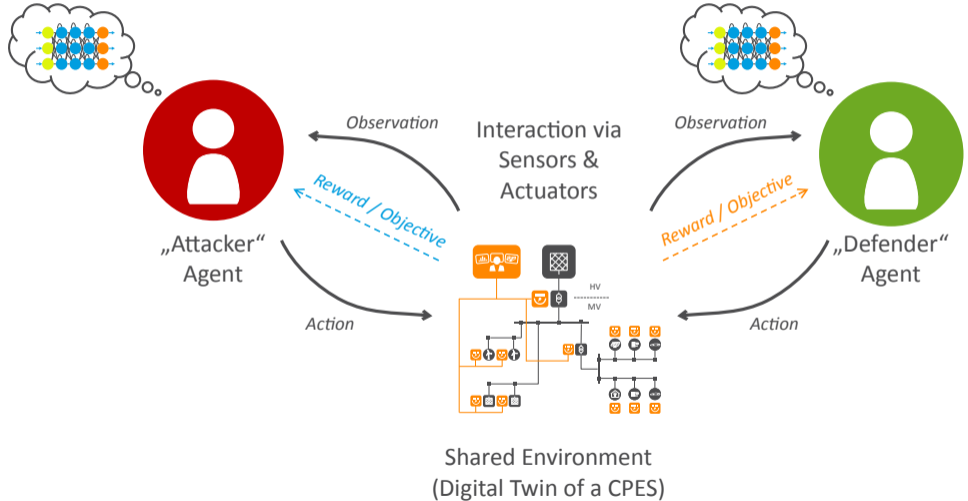 Observation
Interaction via
Sensors &
Actuators
Observation
Reward / Objective
Reward / Objective
„Attacker“
Agent
„Defender“
Agent
HV
MV
Action
Action
Shared Environment
(Digital Twin of a CPES)